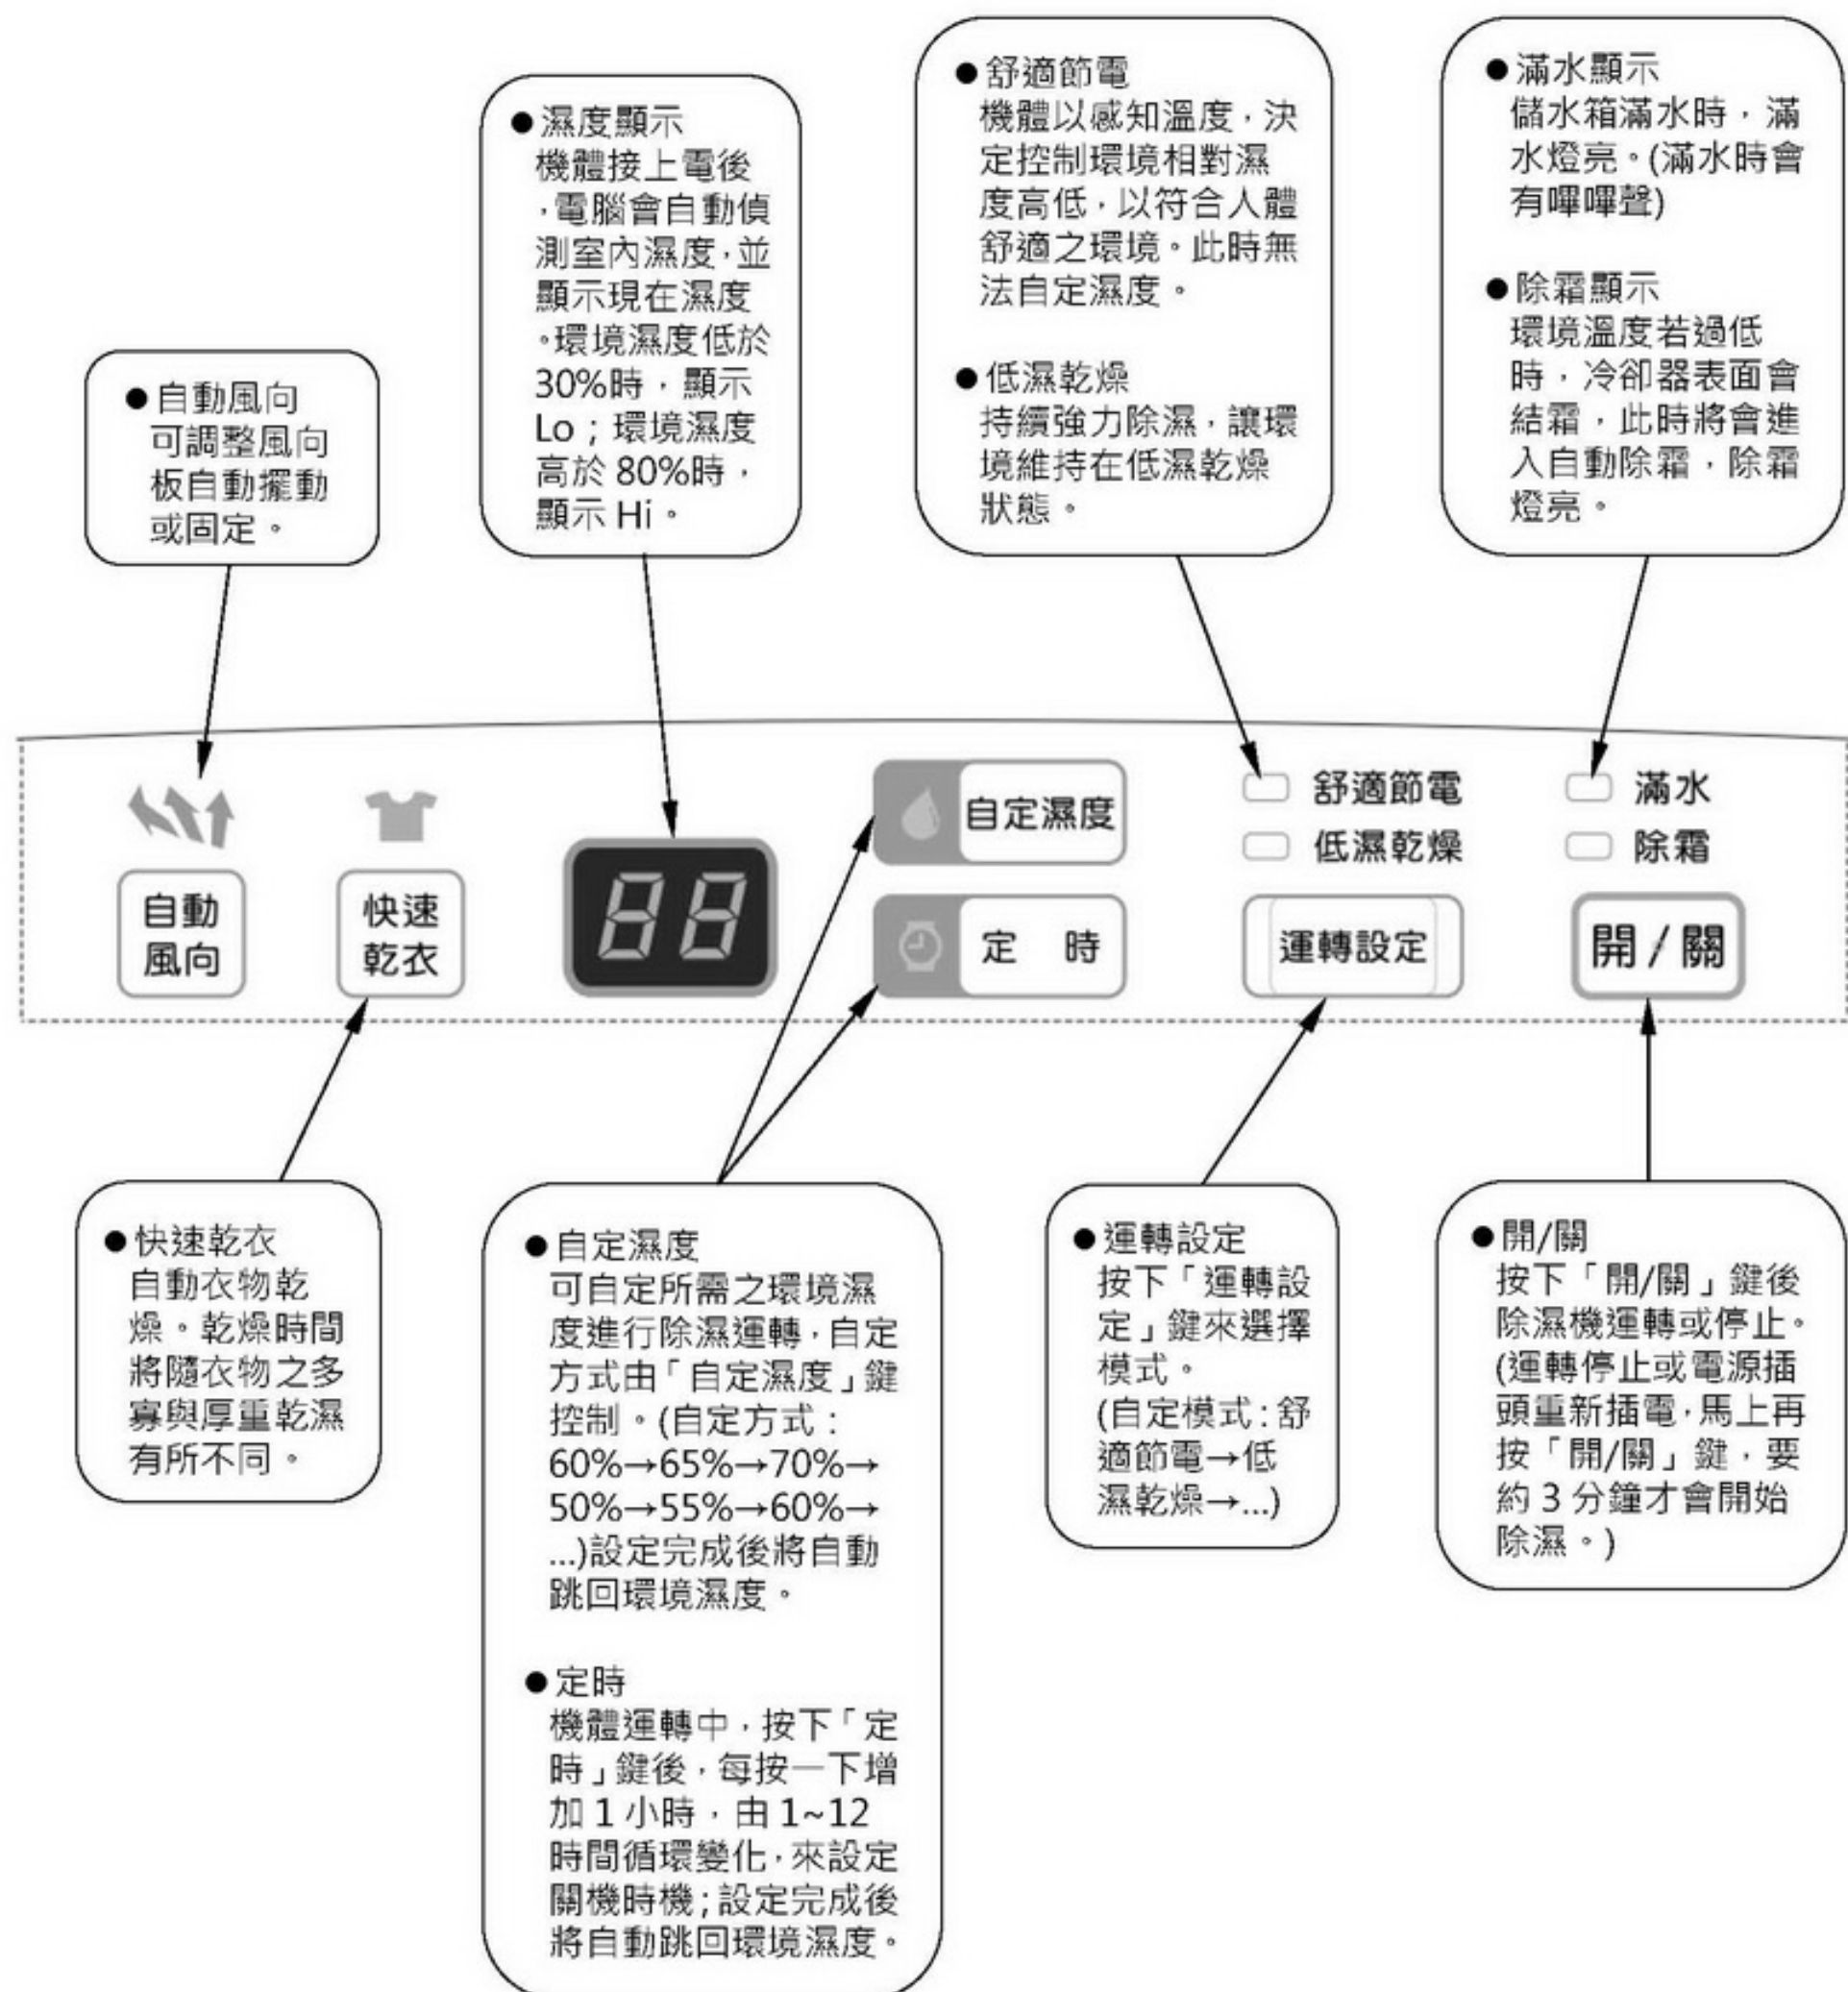 ●自動風向
可調整風向
板自動擺動
或固定。
●濕度顯示
機體接上電後
,電腦會自動偵
測室內濕度,並
顯示現在濕度
。環境濕度低於
30%時,顯示
Lo;環境濕度
高於 80%時,
顯示 Hi。
●舒適節電
機體以感知溫度,決
定控制環境相對濕
度高低,以符合人體
舒適之環境。此時無
法自定濕度。
●低濕乾燥
持續強力除濕,讓環
境維持在低濕乾燥
狀態。
●滿水顯示
儲水箱滿水時,滿
水燈亮。(滿水時會
有嗶嗶聲)
●除霜顯示
環境溫度若過低
時,冷卻器表面會
結霜,此時將會進
入自動除霜,除霜
燈亮。
自動
風向
快速
乾衣
88
自定濕度
定 時
舒適節電
低濕乾燥
運轉設定
滿水
除霜
開/關
●快速乾衣
自動衣物乾
燥。乾燥時間
將隨衣物之多
寡與厚重乾濕
有所不同。
●自定濕度
可自定所需之環境濕
度進行除濕運轉,自定
方式由「自定濕度」鍵
控制。(自定方式:
60%→65%→70%→
50%→55%→60%→
...)設定完成後將自動
跳回環境濕度。
●定時
機體運轉中,按下「定
時」鍵後,每按一下增
加 1 小時,由 1~12
時間循環變化,來設定
關機時機;設定完成後
將自動跳回環境濕度。
●運轉設定
按下「運轉設
定」鍵來選擇
模式。
(自定模式:舒
適節電→低
濕乾燥→...)
●開/關
按下「開/關」鍵後
除濕機運轉或停止。
(運轉停止或電源插
頭重新插電,馬上再
按「開/關」鍵,要
約 3 分鐘才會開始
除濕。)